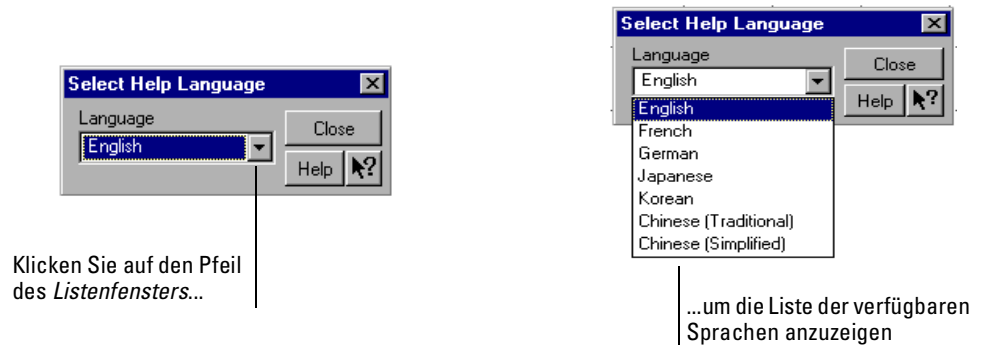 Select Help Language
Language
English
Close
Help
Klicken Sie auf den Pfeil
des Listenfensters...
Select Help Language
Language
English
Close
Help
English
French
German
Japanese
Korean
Chinese (Traditional)
Chinese (Simplified)
...um die Liste der verfügbaren
Sprachen anzuzeigen